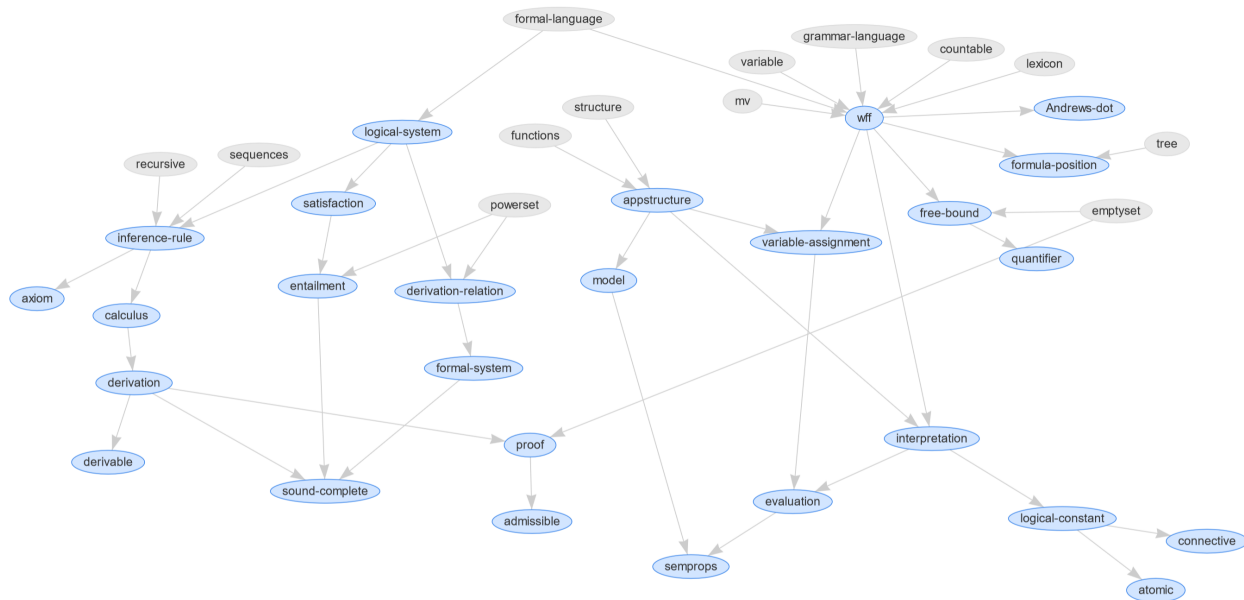 formal-language
grammar-language
countable
variable
lexicon
mv
structure
Andrews-dot
wff
functions
logical-system
tree
sequences
recursive
formula-position
satisfaction
powerset
appstructure
free-bound
emptyset
inference-rule
variable-assignment
quantifier
axiom
entailment
derivation-relation
model
calculus
formal-system
derivation
proof
interpretation
derivable
sound-complete
evaluation
admissible
logical-constant
connective
semprops
atomic